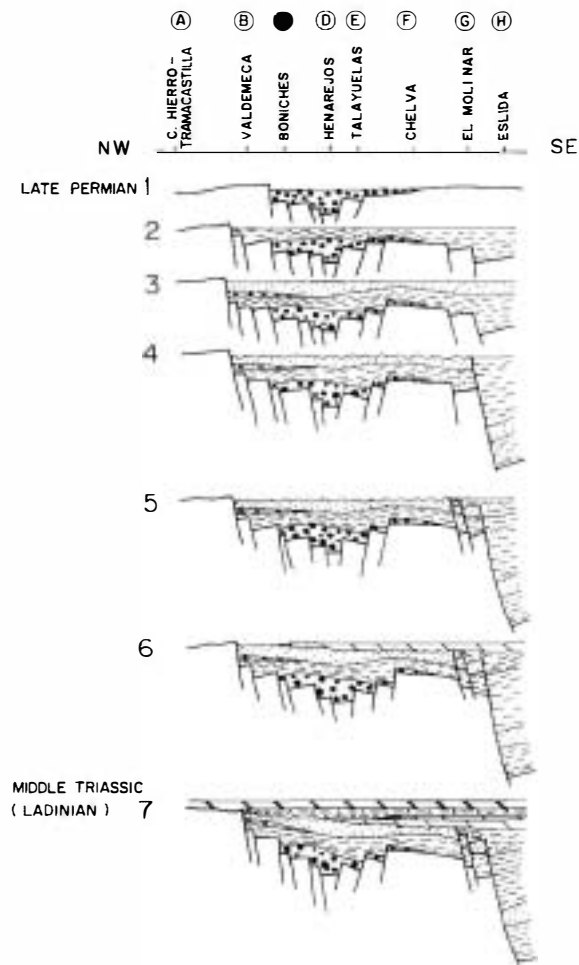 A B D E F G H
C. HIERRO -
TRAMACASTILLA
VALDEMECA
BONICHES
HENAREJOS
TALAYUELAS
CHELVA
EL MOLINAR
ESLIDA
NW SE
LATE PERMIAN 1
2
3
4
5
6
MIDDLE TRIASSIC
( LADINIAN ) 7